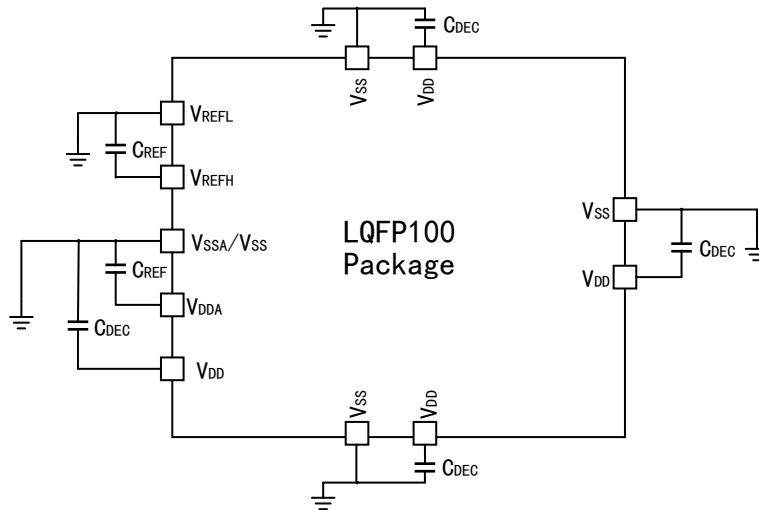 CDEC
VSS
VDD
VREFL
CREF
VREFH
VSS
VSSA/VSS
LQFP100
Package
CDEC
CREF
VDD
VDDA
CDEC
VDD
VSS
VDD
CDEC